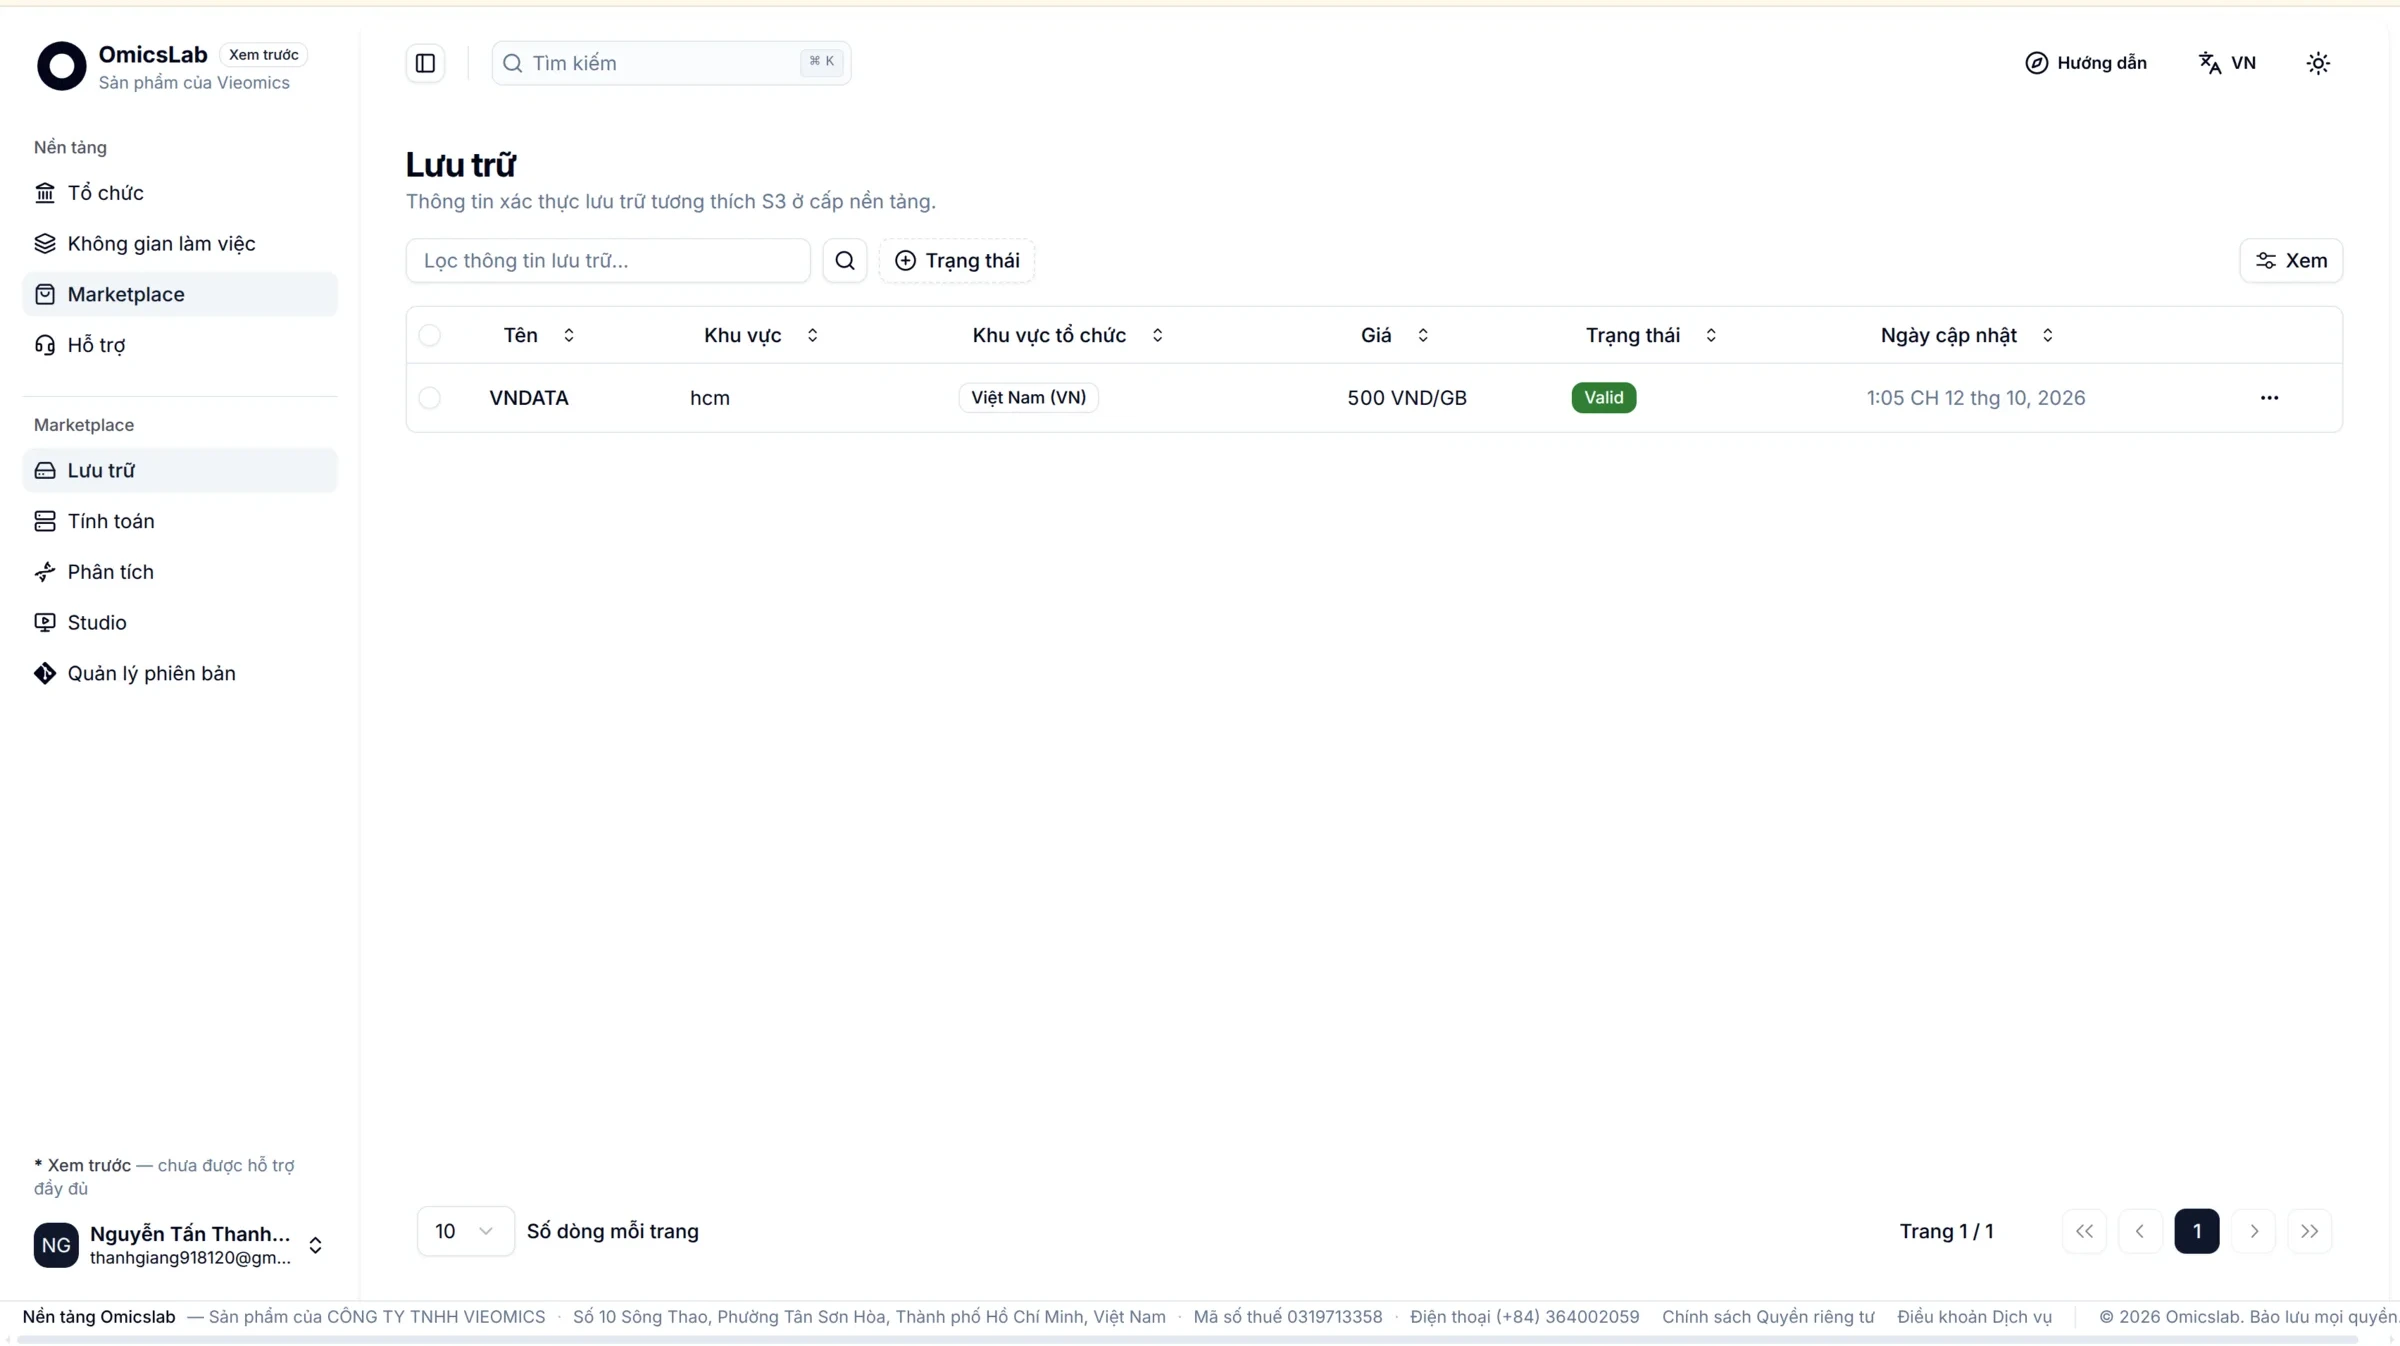 OmicsLab Xem trước
Sản phẩm của Vieomics
Nền tảng
Tổ chức
Không gian làm việc
Marketplace
Hỗ trợ
Marketplace
Lưu trữ
Tính toán
Phân tích
Studio
Quản lý phiên bản
* Xem trước — chưa được hỗ trợ
đầy đủ
NG
Nguyễn Tấn Thanh...
thanhgiang918120@gm...
Tìm kiếm ⌘ K
Hướng dẫn
VN
Lưu trữ
Thông tin xác thực lưu trữ tương thích S3 ở cấp nền tảng.
Lọc thông tin lưu trữ...
Trạng thái
Xem
Tên Khu vực Khu vực tổ chức Giá Trạng thái Ngày cập nhật
VNDATA hcm Việt Nam (VN) 500 VND/GB Valid 1:05 CH 12 thg 10, 2026
10 Số dòng mỗi trang
Trang 1 / 1
1
Nền tảng Omicslab — Sản phẩm của CÔNG TY TNHH VIEOMICS · Số 10 Sông Thao, Phường Tân Sơn Hòa, Thành phố Hồ Chí Minh, Việt Nam · Mã số thuế 0319713358 · Điện thoại (+84) 364002059 Chính sách Quyền riêng tư Điều khoản Dịch vụ © 2026 Omicslab. Bảo lưu mọi quyền.